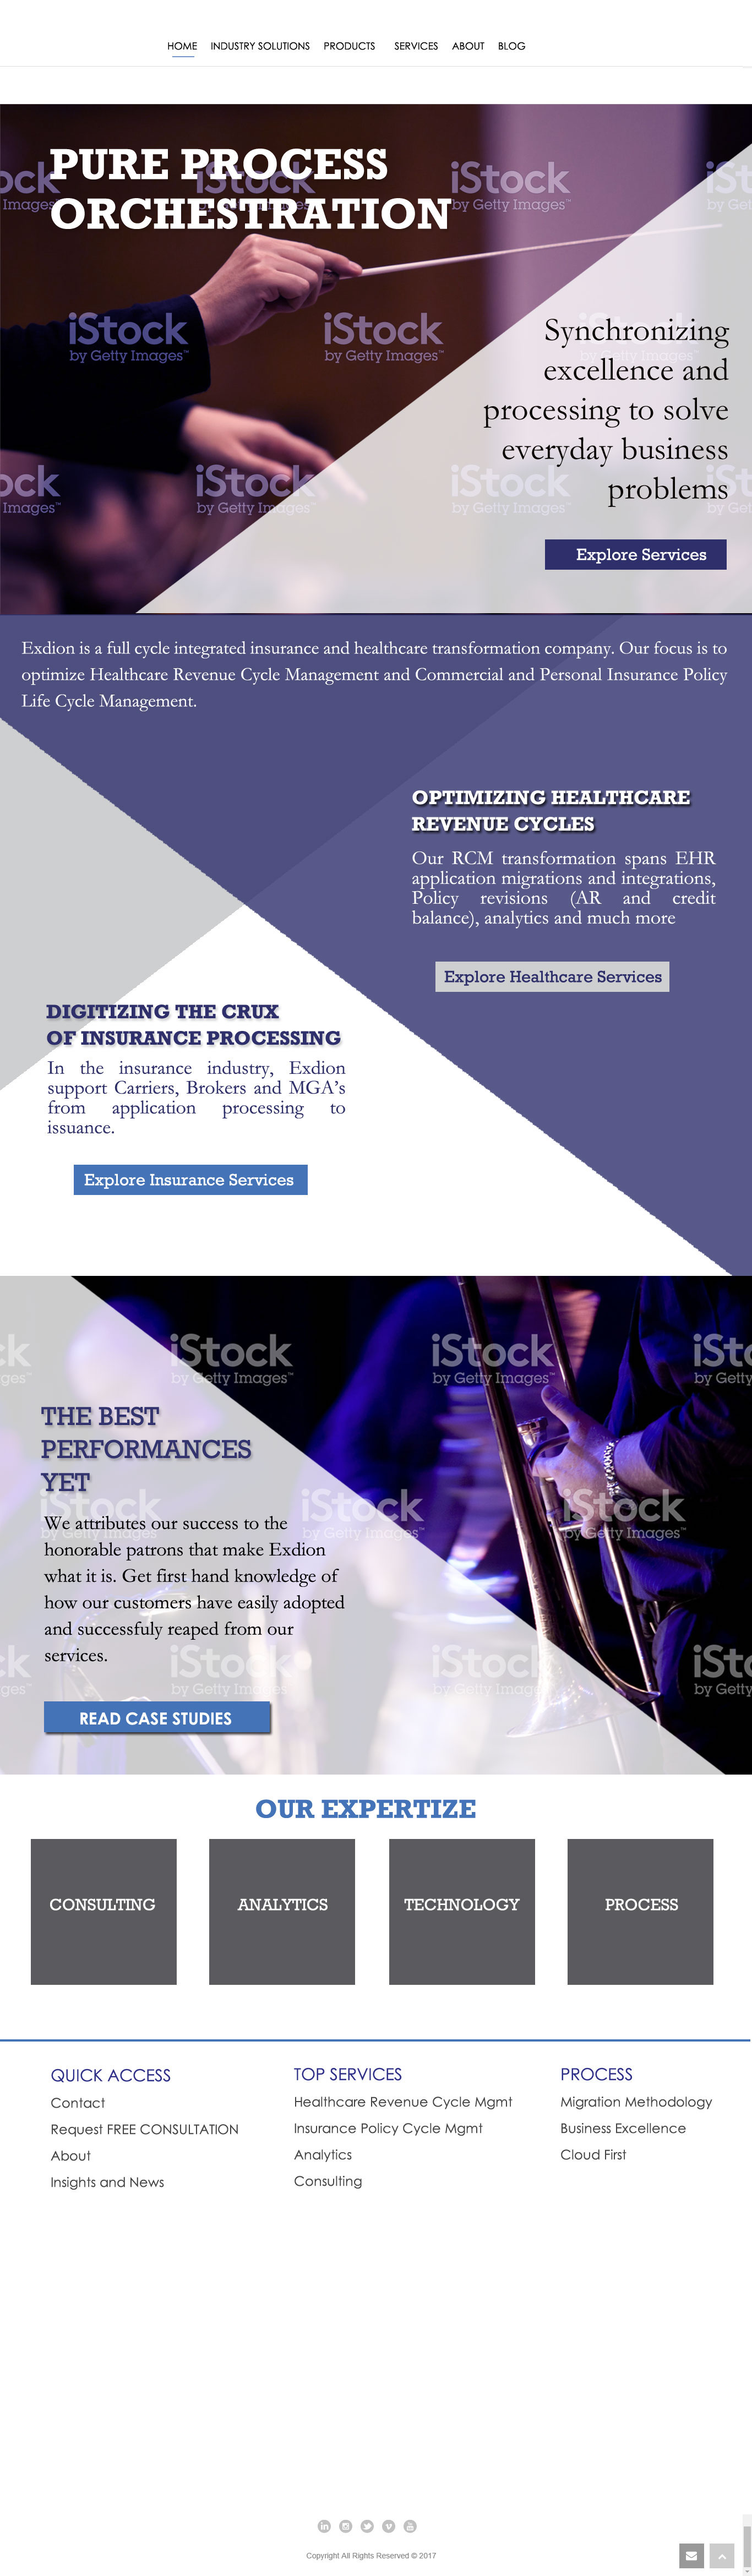 HOME INDUSTRY SOLUTIONS PRODUCTS SERVICES ABOUT BLOG
PURE PROCESS
ORCHESTRATION
iStock
by Getty Images™
Synchronizing
excellence and
processing to solve
everyday business
problems
Explore Services
Exdion is a full cycle integrated insurance and healthcare transformation company. Our focus is to
optimize Healthcare Revenue Cycle Management and Commercial and Personal Insurance Policy
Life Cycle Management.
OPTIMIZING HEALTHCARE
REVENUE CYCLES
Our RCM transformation spans EHR
application migrations and integrations,
Policy revisions (AR and credit
balance), analytics and much more
Explore Healthcare Services
DIGITIZING THE CRUX
OF INSURANCE PROCESSING
In the insurance industry, Exdion
support Carriers, Brokers and MGA's
from application processing to
issuance.
Explore Insurance Services
iStock
by Getty Images™
THE BEST
PERFORMANCES
YET
We attributes our success to the
honorable patrons that make Exdion
what it is. Get first hand knowledge of
how our customers have easily adopted
and successfuly reaped from our
services.
READ CASE STUDIES
OUR EXPERTIZE
CONSULTING ANALYTICS TECHNOLOGY PROCESS
QUICK ACCESS
Contact
Request FREE CONSULTATION
About
Insights and News
TOP SERVICES
Healthcare Revenue Cycle Mgmt
Insurance Policy Cycle Mgmt
Analytics
Consulting
PROCESS
Migration Methodology
Business Excellence
Cloud First
Copyright All Rights Reserved © 2017